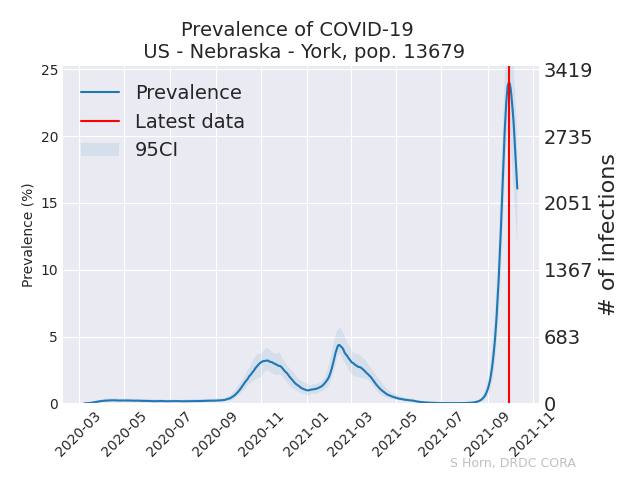 Prevalence of COVID-19
US - Nebraska - York, pop. 13679
Prevalence
Latest data
95CI
Prevalence (%)
25
20
15
10
5
0
3419
2735
2051
1367
683
0
# of infections
2020-03
2020-05
2020-07
2020-09
2020-11
2021-01
2021-03
2021-05
2021-07
2021-09
2021-11
S Horn, DRDC CORA